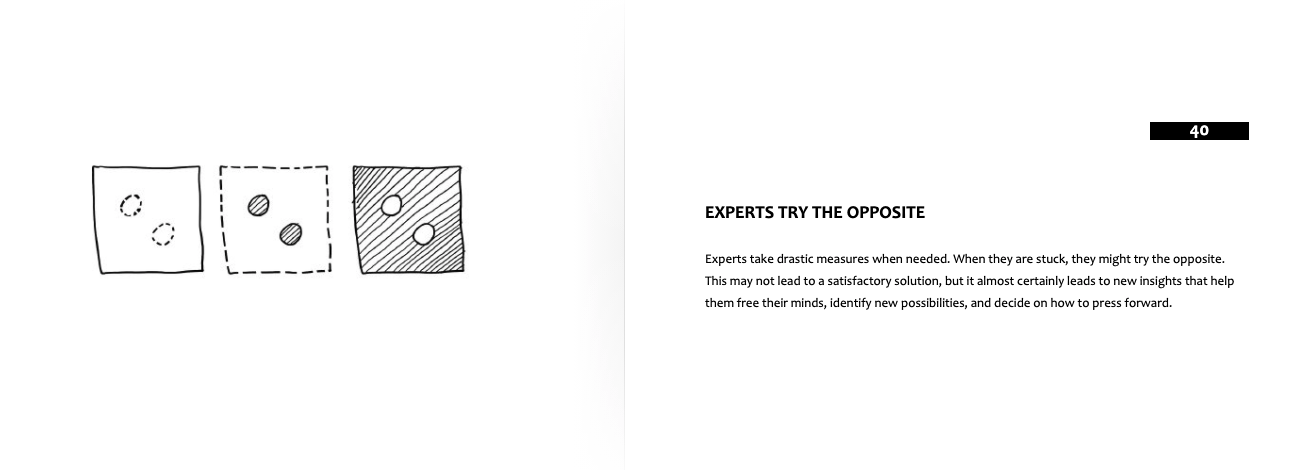 40
EXPERTS TRY THE OPPOSITE
Experts take drastic measures when needed. When they are stuck, they might try the opposite.
This may not lead to a satisfactory solution, but it almost certainly leads to new insights that help
them free their minds, identify new possibilities, and decide on how to press forward.